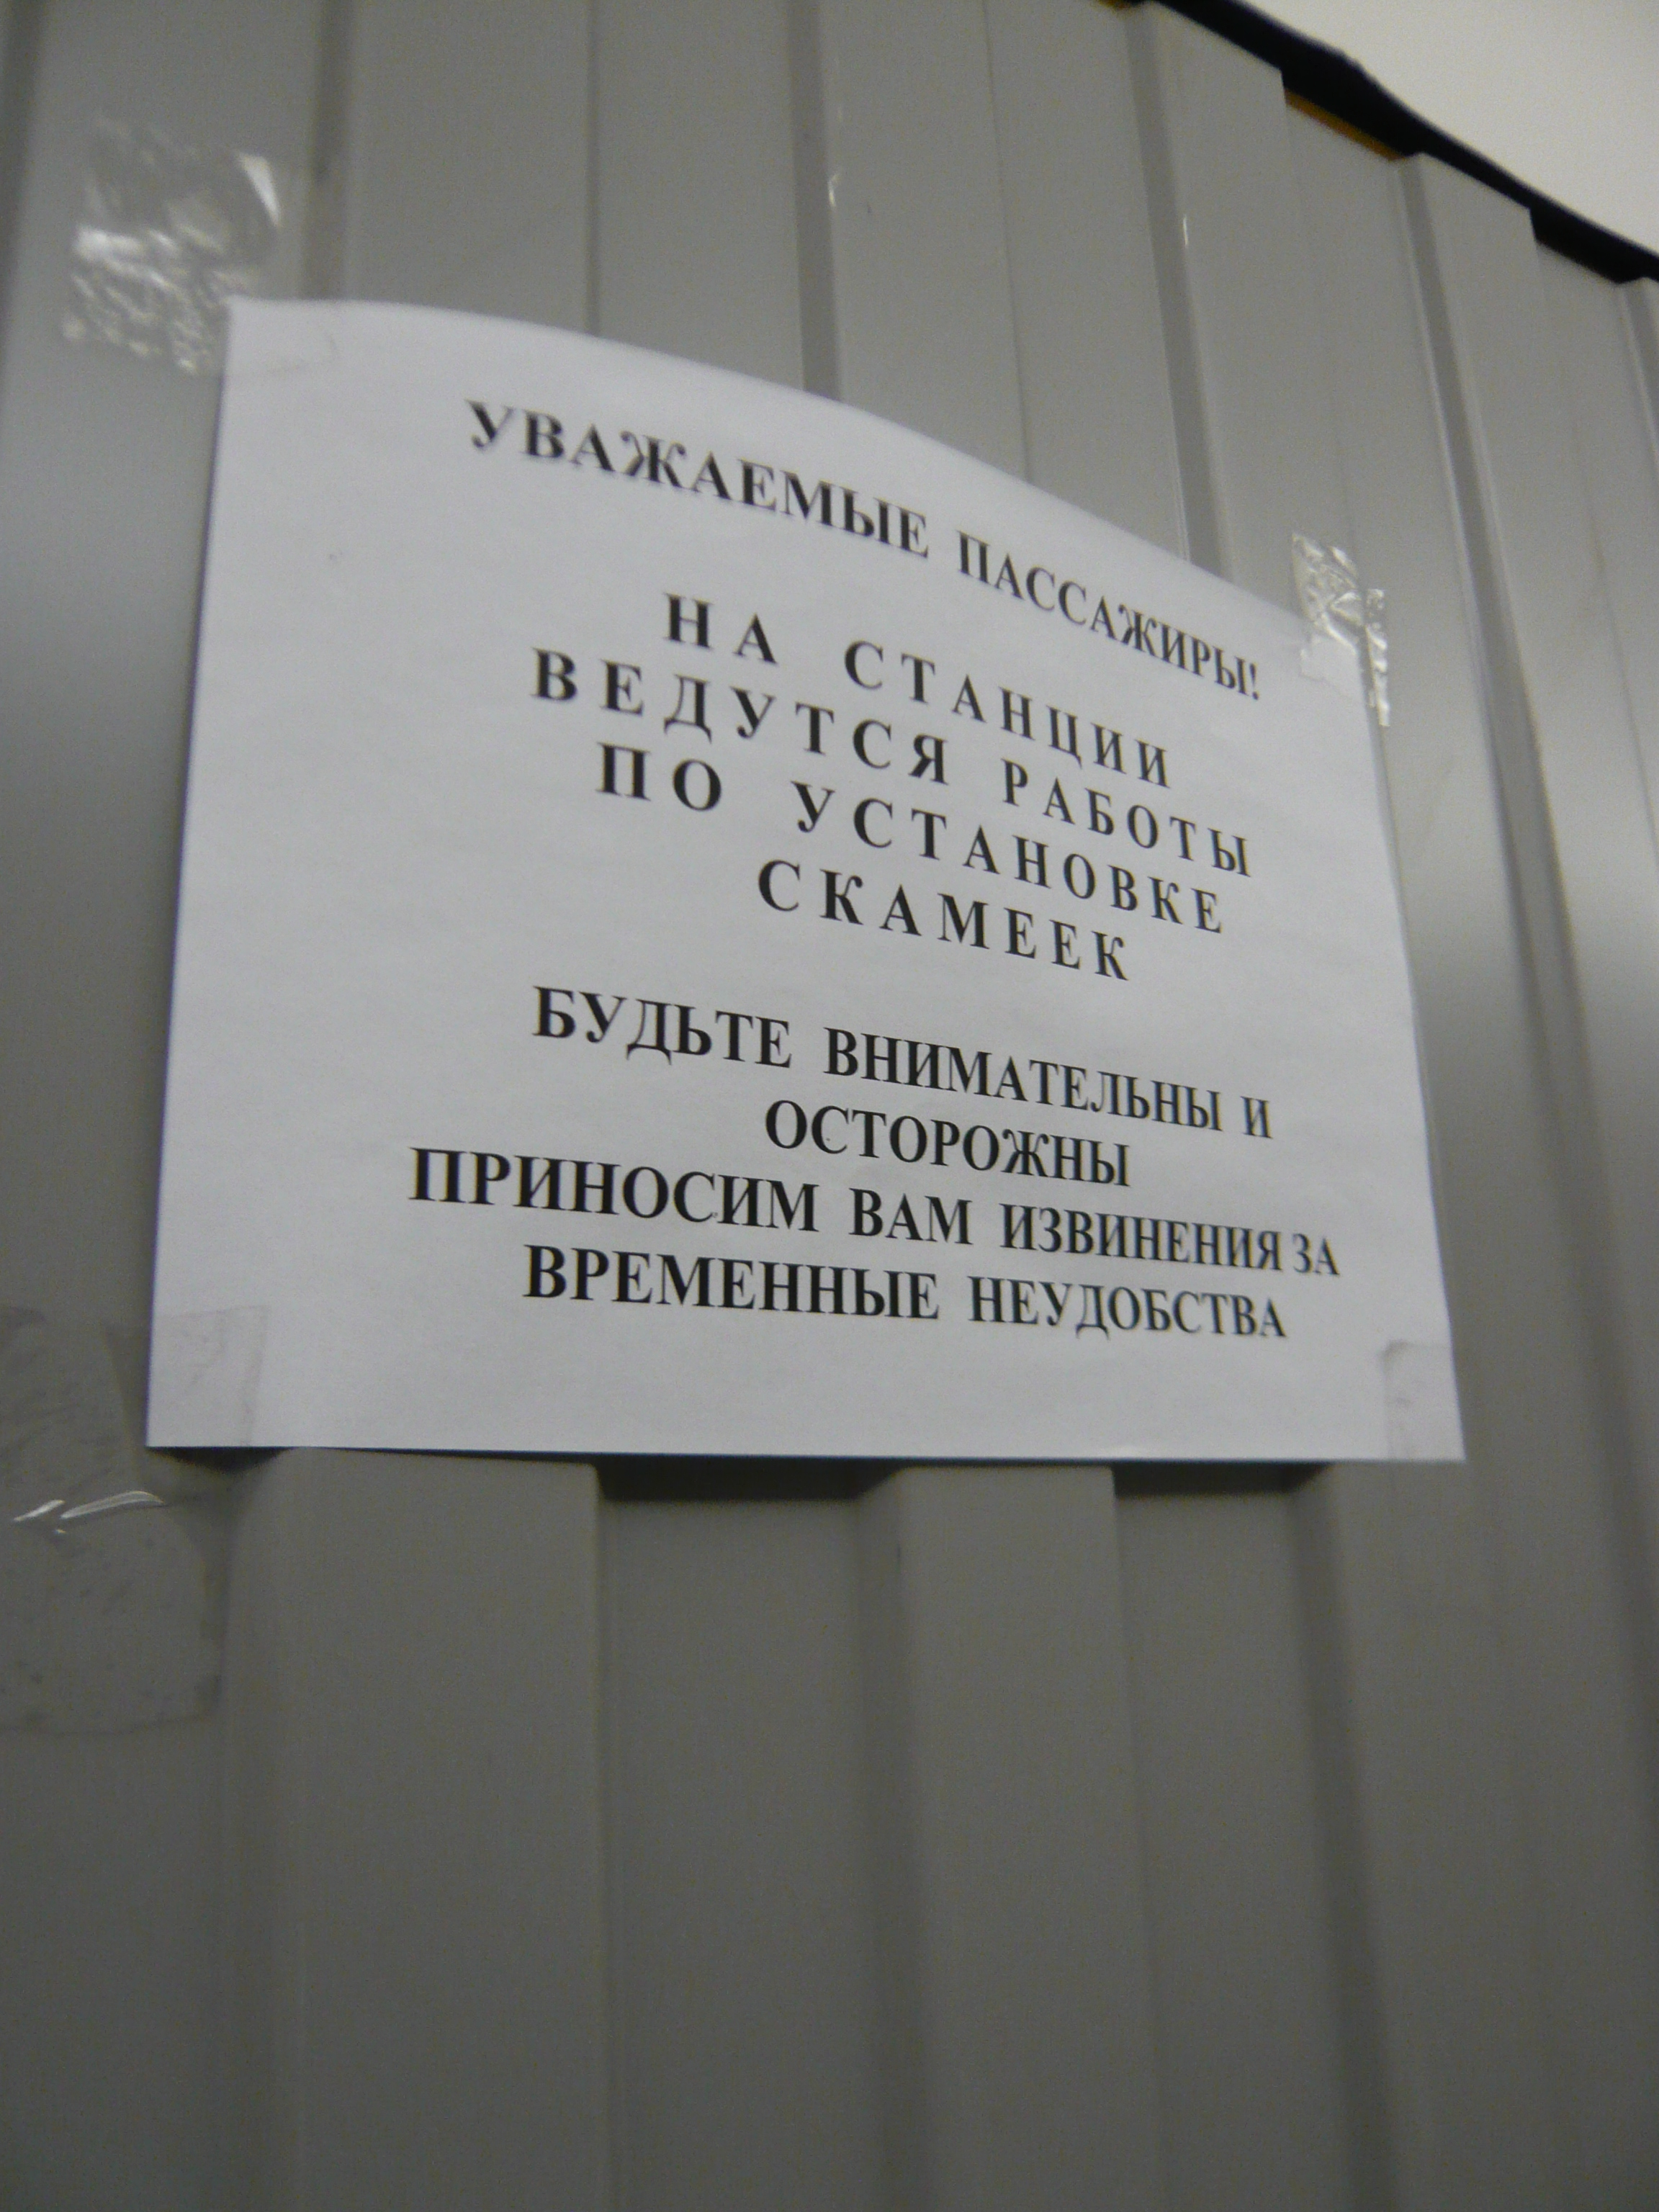 УВАЖАЕМЫЕ ПАССАЖИРЫ!
НА СТАНЦИИ
ВЕДУТСЯ РАБОТЫ
ПО УСТАНОВКЕ
СКАМЕЕК
БУДЬТЕ ВНИМАТЕЛЬНЫ И
ОСТОРОЖНЫ
ПРИНОСИМ ВАМ ИЗВИНЕНИЯ ЗА
ВРЕМЕННЫЕ НЕУДОБСТВА